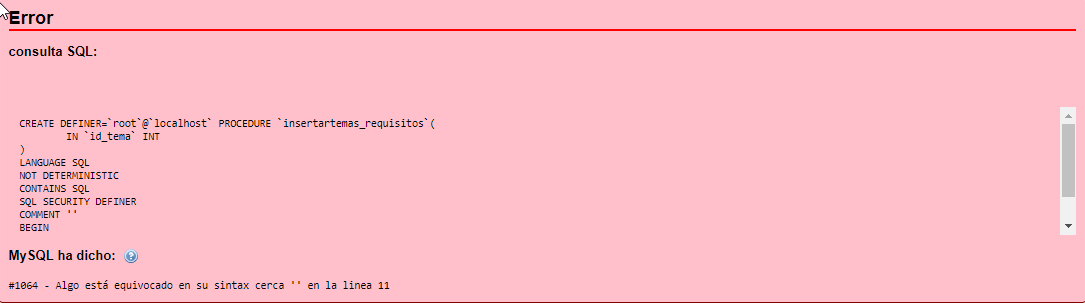 Error
consulta SQL:
CREATE DEFINER=`root`@`localhost` PROCEDURE `insertartemas_requisitos`(
IN `id_tema` INT
)
LANGUAGE SQL
NOT DETERMINISTIC
CONTAINS SQL
SQL SECURITY DEFINER
COMMENT ''
BEGIN
MySQL ha dicho:
#1064 - Algo está equivocado en su sintax cerca '' en la linea 11